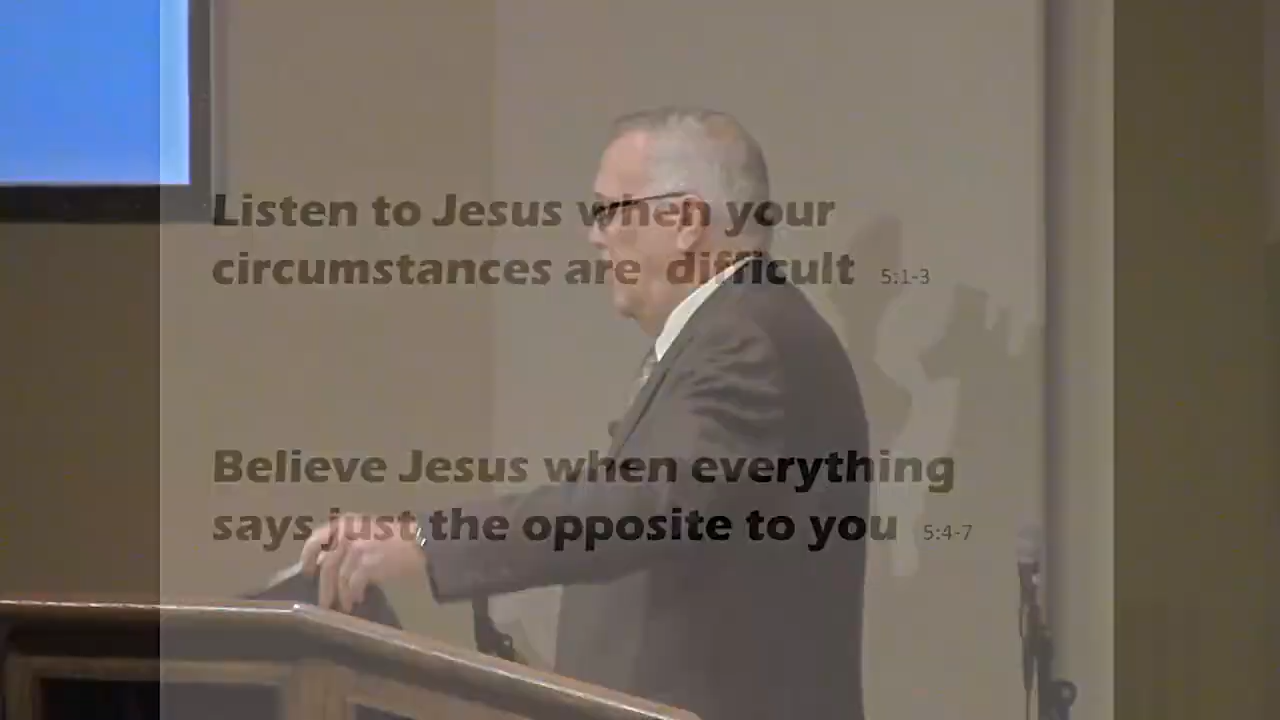 Listen to Jesus when your
circumstances are difficult 5:1-3
Believe Jesus when everything
says just the opposite to you 5:4-7